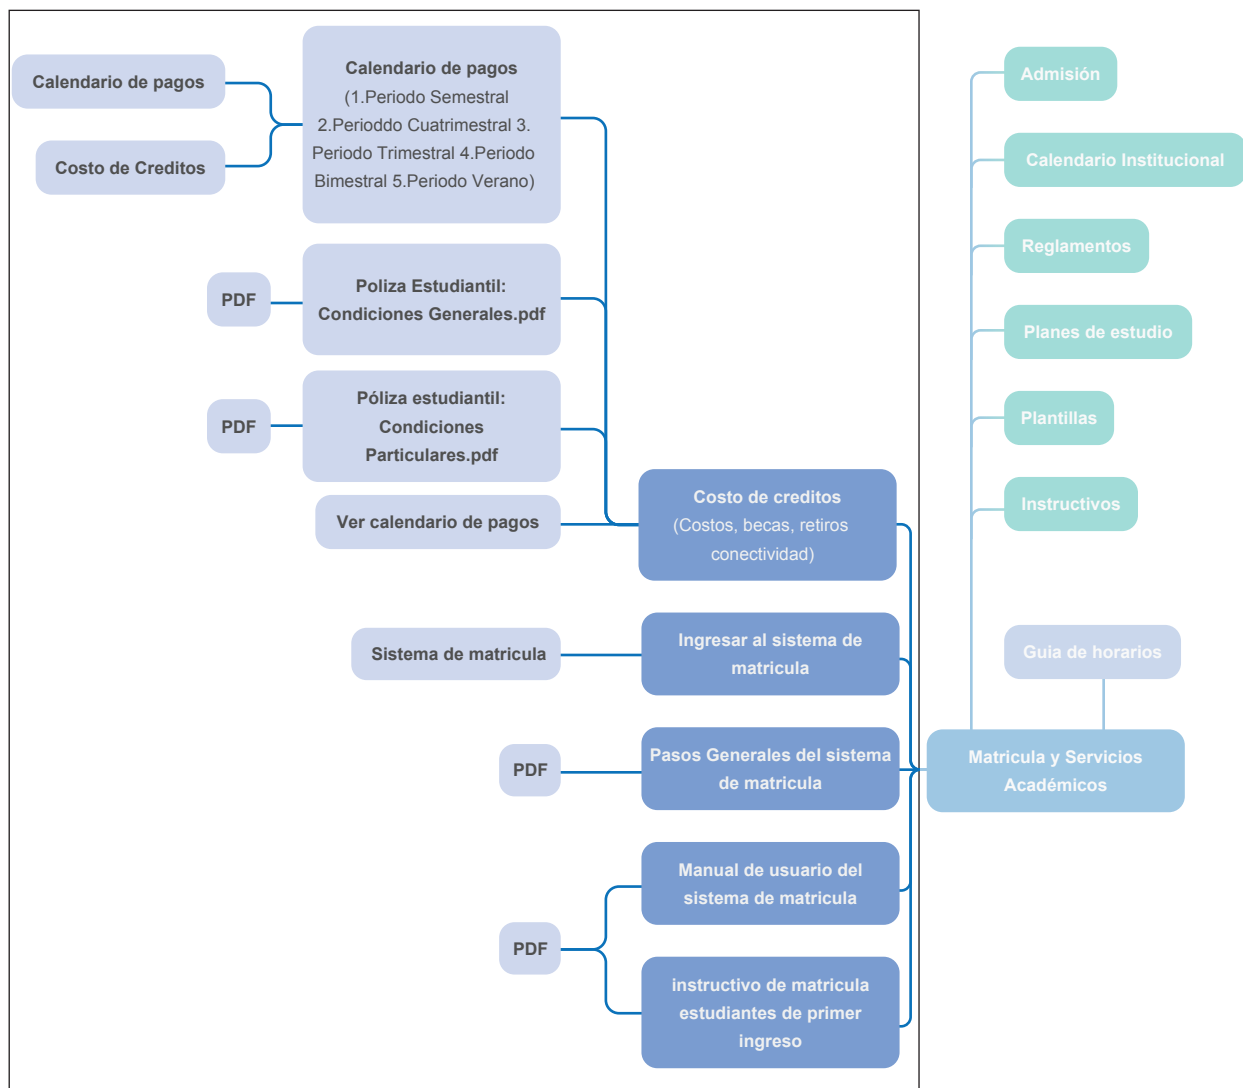 Calendario de pagos
Costo de Creditos
Calendario de pagos
(1.Periodo Semestral
2.Perioddo Cuatrimestral 3.
Periodo Trimestral 4.Periodo
Bimestral 5.Periodo Verano)
PDF
Poliza Estudiantil:
Condiciones Generales.pdf
PDF
Póliza estudiantil:
Condiciones
Particulares.pdf
Ver calendario de pagos
Costo de creditos
(Costos, becas, retiros
conectividad)
Sistema de matricula
Ingresar al sistema de
matricula
PDF
Pasos Generales del sistema
de matricula
Manual de usuario del
sistema de matricula
PDF
instructivo de matricula
estudiantes de primer
ingreso
Admisión
Calendario Institucional
Reglamentos
Planes de estudio
Plantillas
Instructivos
Guia de horarios
Matricula y Servicios
Académicos